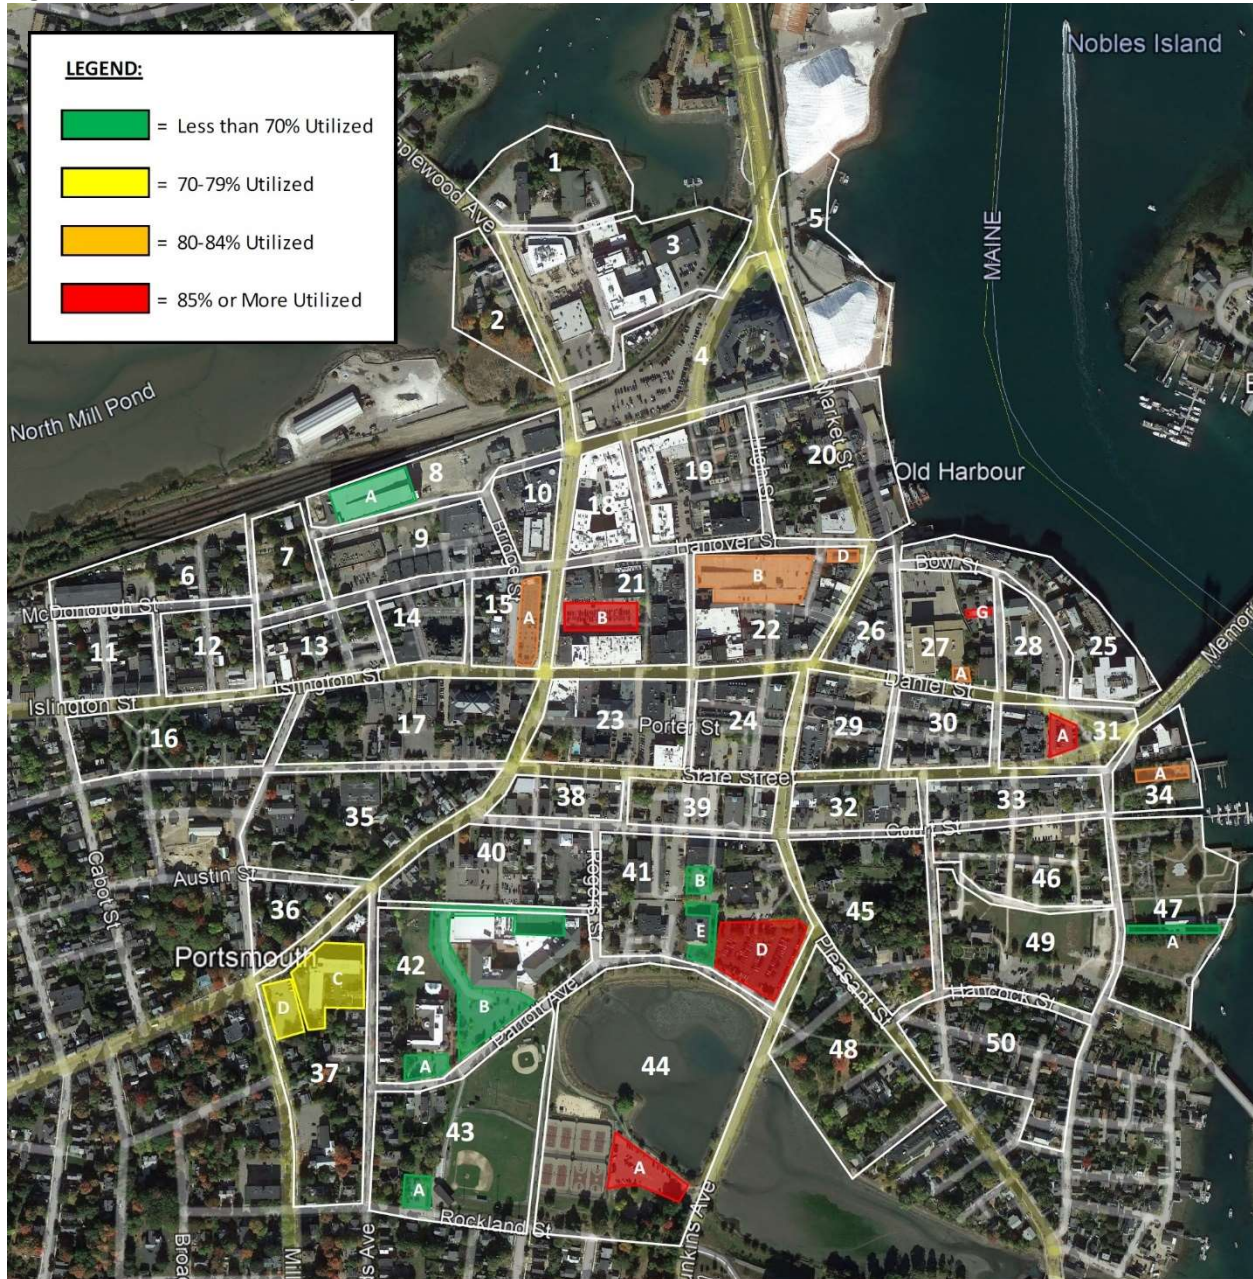 LEGEND:
= Less than 70% Utilized
= 70-79% Utilized
= 80-84% Utilized
= 85% or More Utilized
Nobles Island
MAINE
1
2
3
4
5
North Mill Pond
Market St
Old Harbour
8
A
10
18
19
High St
20
9
Hanover St
7
6
McDonough St
Bow St
21
B
B
D
15
A
14
13
12
11
22
26
27
G
A
28
25
Islington St
Islington St
Daniel St
16
17
23
Porter St
24
29
30
A
31
State Street
A
34
35
38
39
32
33
Court St
40
Rogers St
41
B
E
D
45
46
47
A
49
Cabot St
Austin St
36
Portsmouth
C
D
37
42
B
A
Parrott Ave
Pleasant St
Hancock St
50
48
44
43
A
A
Rockland St